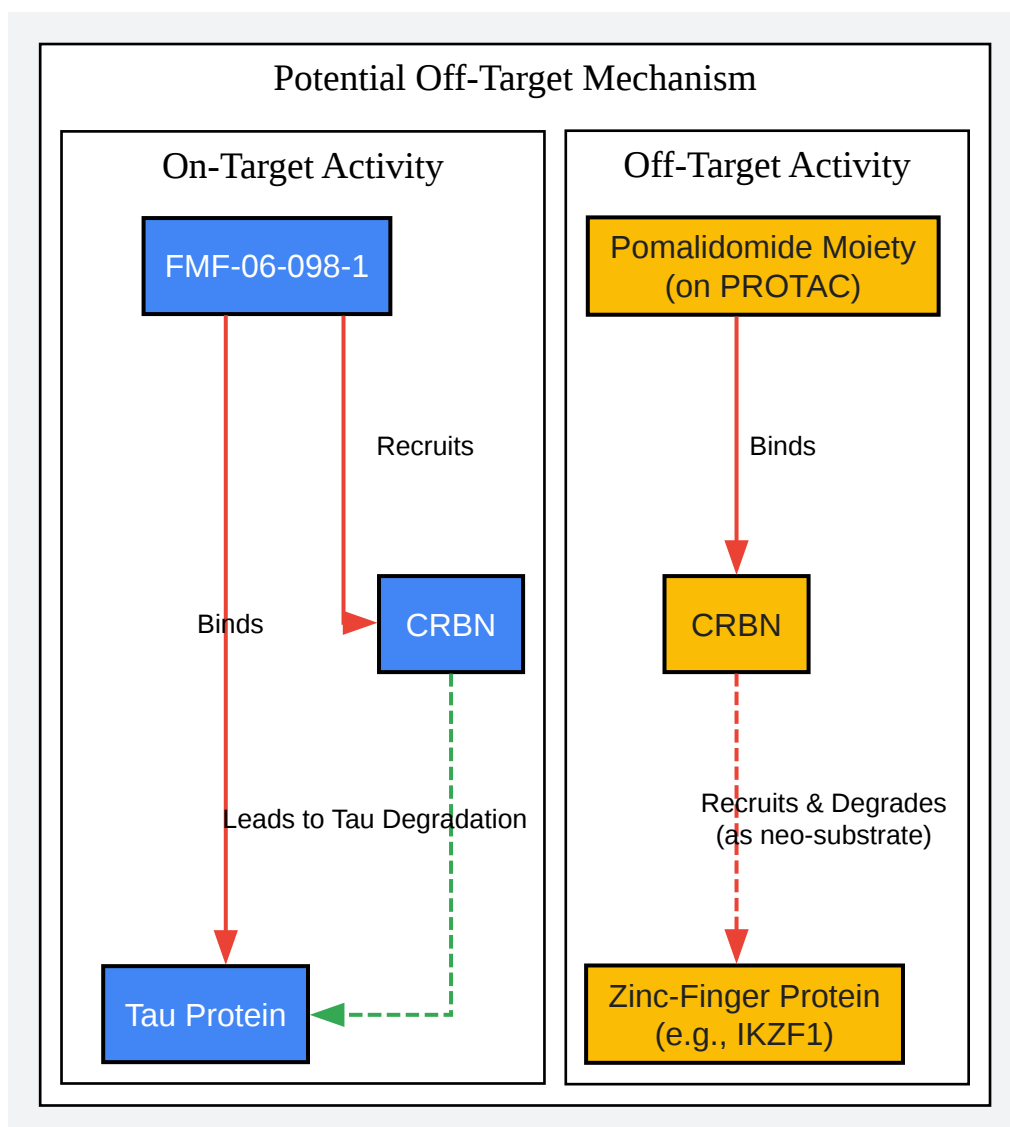 Potential Off-Target Mechanism
On-Target Activity
FMF-06-098-1
Recruits
Binds
CRBN
Leads to Tau Degradation
Tau Protein
Off-Target Activity
Pomalidomide Moiety
(on PROTAC)
Binds
CRBN
Recruits & Degrades
(as neo-substrate)
Zinc-Finger Protein
(e.g., IKZF1)